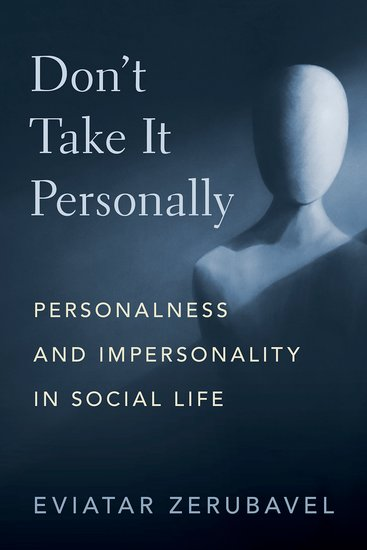 Don't
Take It
Personally
PERSONALNESS
AND IMPERSONALITY
IN SOCIAL LIFE
EVIATAR ZERUBAVEL